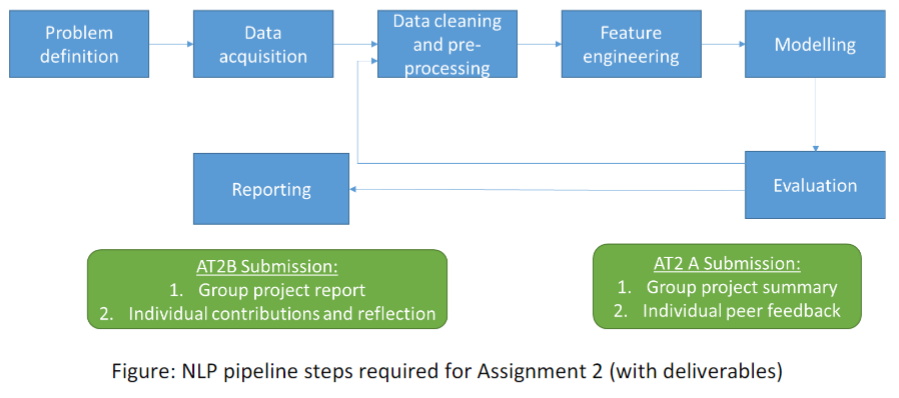 Problem
definition
Data
acquisition
Data cleaning
and pre-
processing
Feature
engineering
Modelling
Reporting
Evaluation
AT2B Submission:
1. Group project report
2. Individual contributions and reflection
AT2 A Submission:
1. Group project summary
2. Individual peer feedback
Figure: NLP pipeline steps required for Assignment 2 (with deliverables)